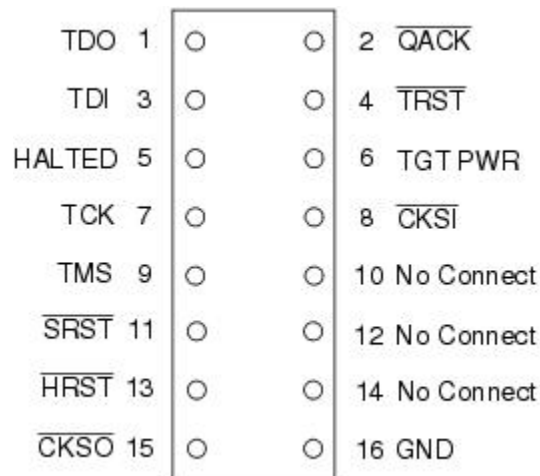 TDO 1 2 QACK
TDI 3 4 TRST
HALTED 5 6 TGT PWR
TCK 7 8 CKSI
TMS 9 10 No Connect
SRST 11 12 No Connect
HRST 13 14 No Connect
CKSO 15 16 GND